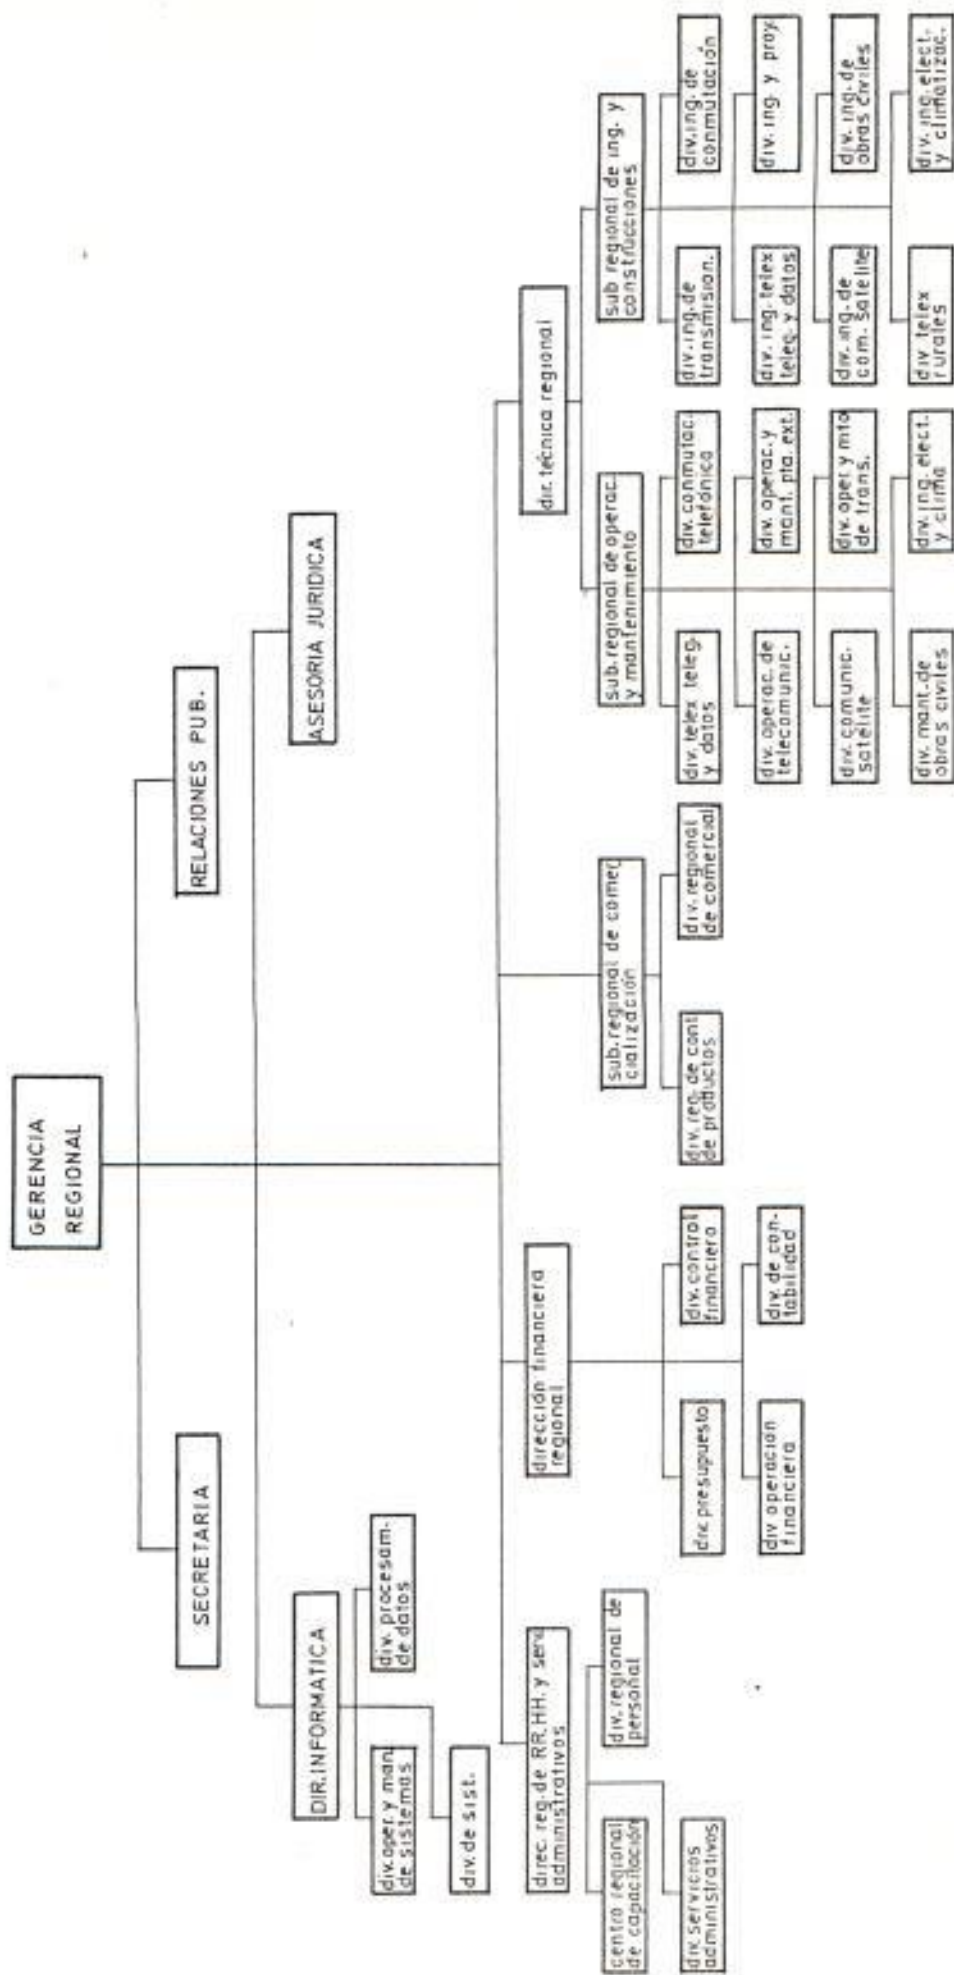 GERENCIA
REGIONAL
SECRETARIA
RELACIONES PUB.
DIR.INFORMATICA
ASESORIA JURIDICA
div.oper.y man.
de sistemas
div. procesam.
de datos
div.de sist.
direc. reg.de RR.HH. y serv
administrativos
dirección financiera
regional
dir. técnica regional
centro regional
de capacitación
div.regional de
personal
sub.regional de comer
cialización
sub.regional de operac.
y mantenimiento
sub regional de ing. y
construcciones
div.servicios
administrativos
div.presupuesto
div.control
financiero
div.reg. de cont
de productos
div.regional
de comercial
div. telex teleg.
y datos
div.conmutac.
telefónica
div.ing.de
transmision.
div.ing.de
conmutación
div operación
financiera
div. de con-
tabilidad
div.operac. de
telecomunic.
div. operac. y
mant. pta. ext.
div. ing. telex
teleg. y datos
div. ing. y proy.
div.comunic.
satélite
div. oper y mto
de trans.
div. ing. de
com. satelite
div. ing. de
obras civiles
div. mant. de
obras civiles
div. ing. elect.
y clima
div telex
rurales
div. ing. elect.
y climatizac.